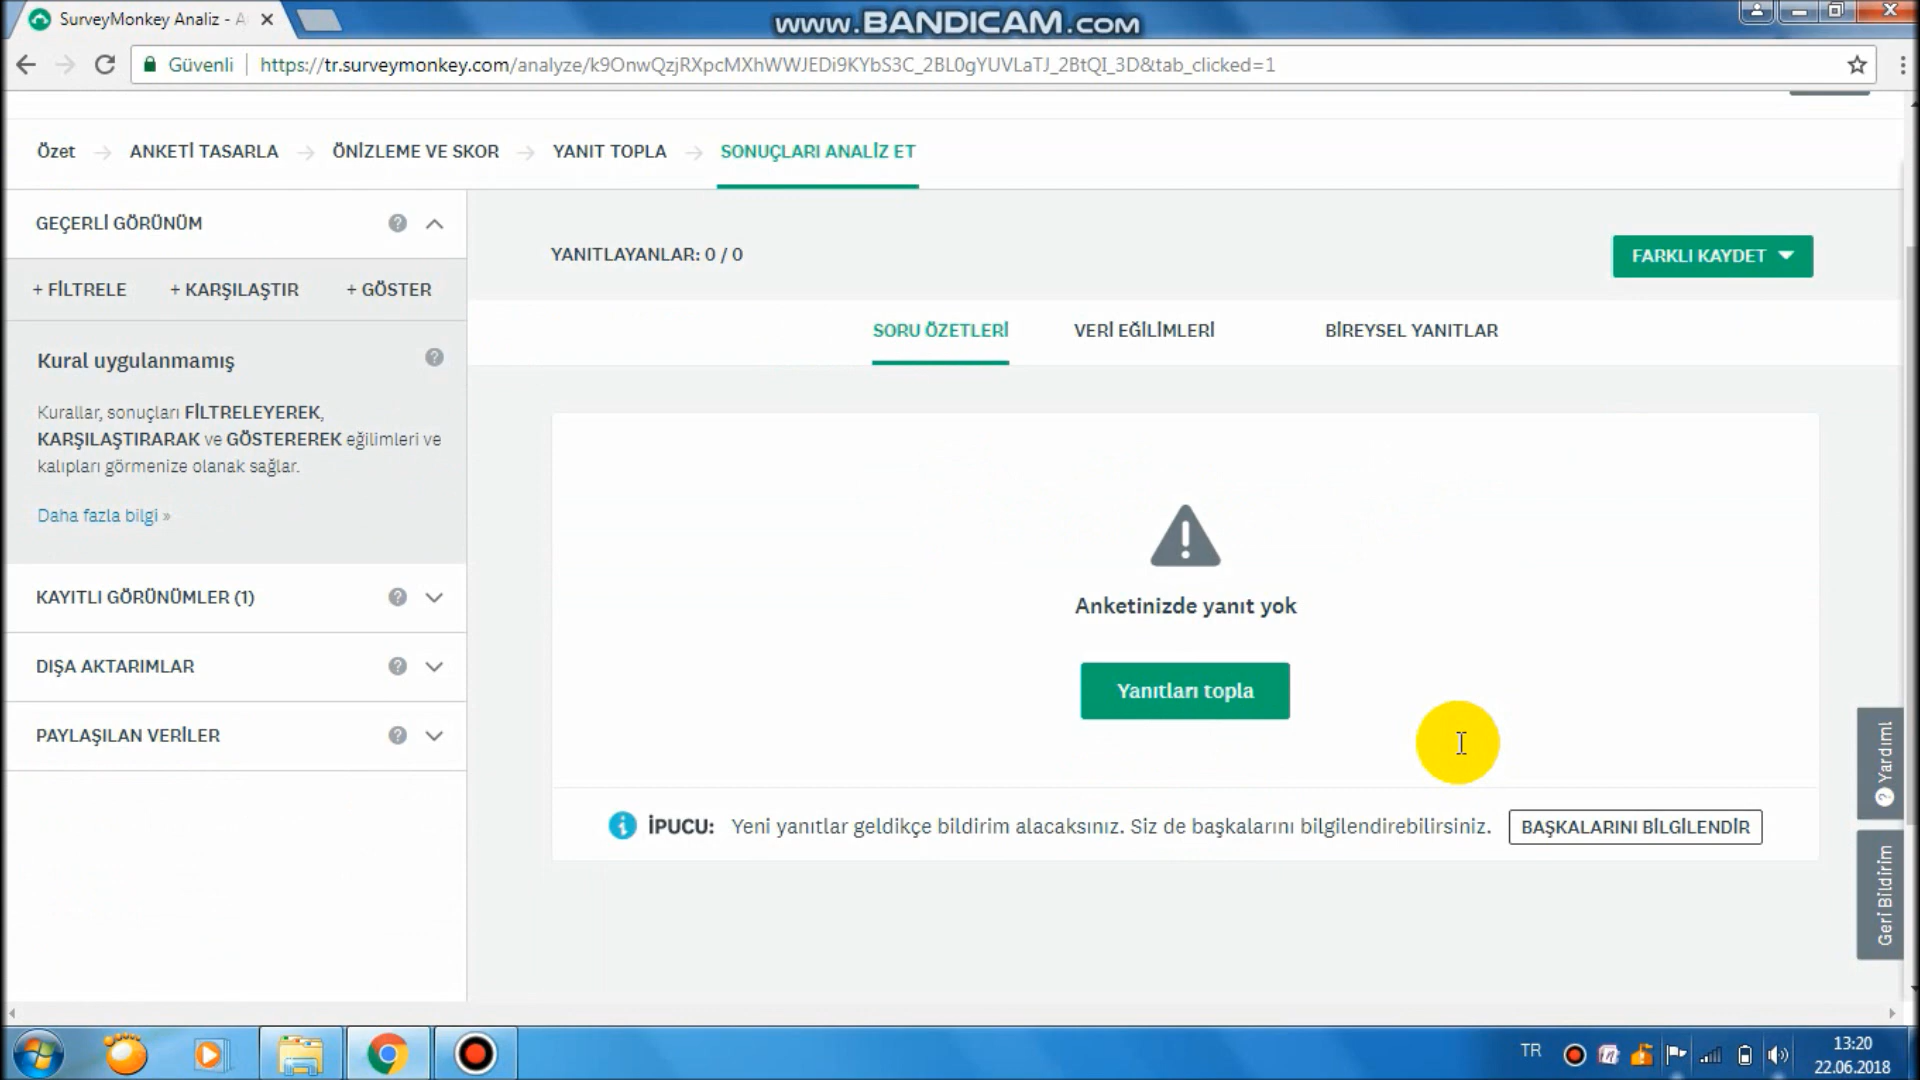 SurveyMonkey Analiz - A
www.BANDICAM.com
Güvenli
https://tr.surveymonkey.com/analyze/k9OnwQzjRXpcMXhWWJEDi9KYbS3C_2BL0gYUVLaTJ_2BtQI_3D&tab_clicked=1
Özet
ANKETİ TASARLA
ÖNİZLEME VE SKOR
YANIT TOPLA
SONUÇLARI ANALİZ ET
GEÇERLİ GÖRÜNÜM
+ FİLTRELE
+ KARŞILAŞTIR
+ GÖSTER
Kural uygulanmamış
Kurallar, sonuçları FİLTRELEYEREK,
KARŞILAŞTIRARAK ve GÖSTEREREK eğilimleri ve
kalıpları görmenize olanak sağlar.
Daha fazla bilgi »
KAYITLI GÖRÜNÜMLER (1)
DIŞA AKTARIMLAR
PAYLAŞILAN VERİLER
YANITLAYANLAR: 0 / 0
FARKLI KAYDET
SORU ÖZETLERİ
VERİ EĞİLİMLERİ
BİREYSEL YANITLAR
Anketinizde yanıt yok
Yanıtları topla
İPUCU: Yeni yanıtlar geldikçe bildirim alacaksınız. Siz de başkalarını bilgilendirebilirsiniz.
BAŞKALARINI BİLGİLENDİR
Yardım!
Geri Bildirim
TR
13:20
22.06.2018